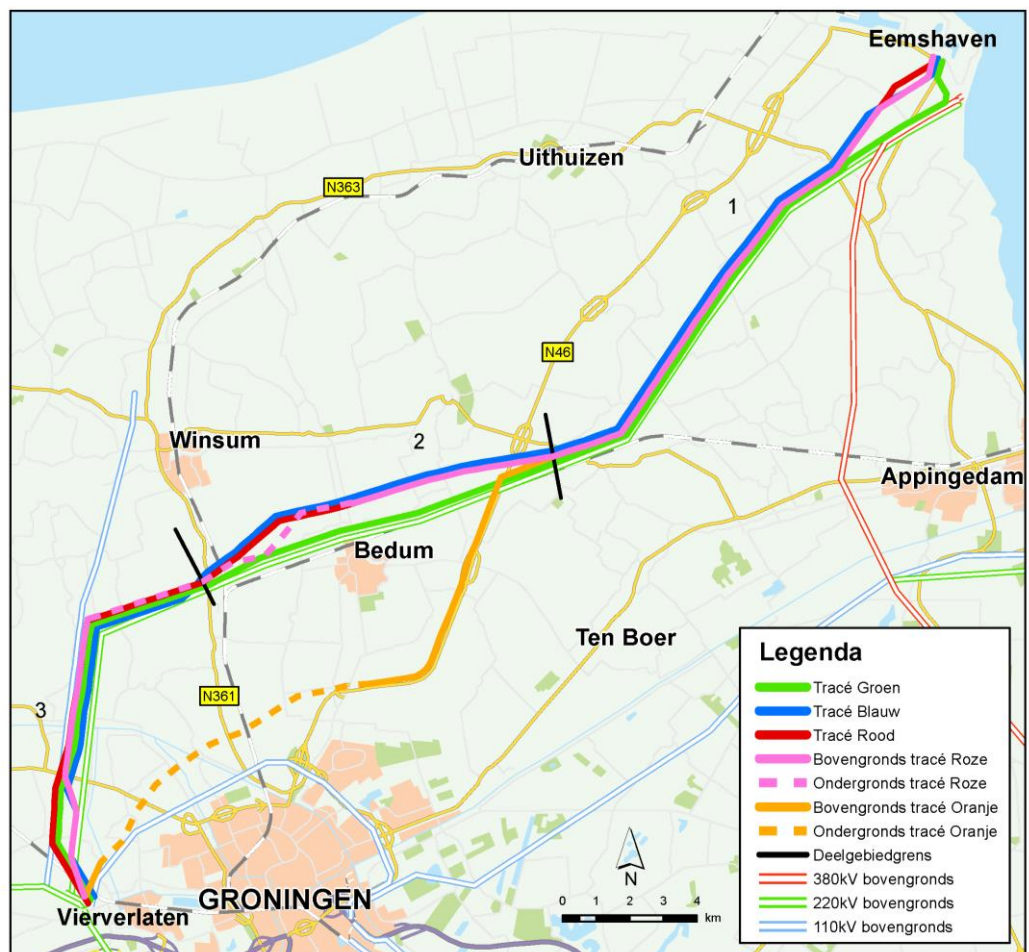 Eemshaven
Uithuizen
N363
1
N46
Winsum
2
Appingedam
Bedum
Ten Boer
N361
3
GRONINGEN
Vierverlaten
N
0 1 2 3 4
km
Legenda
Tracé Groen
Tracé Blauw
Tracé Rood
Bovengronds tracé Roze
Ondergronds tracé Roze
Bovengronds tracé Oranje
Ondergronds tracé Oranje
Deelgebiedgrens
380kV bovengronds
220kV bovengronds
110kV bovengronds